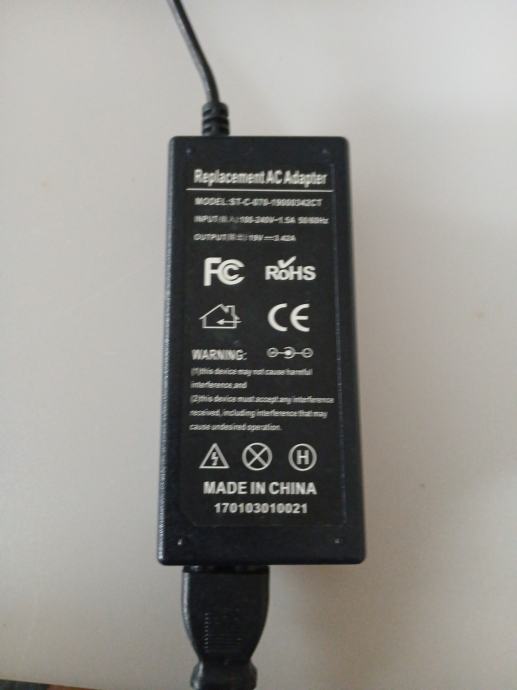 Replacement AC Adapter
MODEL:ST-C-070-19000342CT
INPUT(输入):100-240V~1.5A 50/60Hz
OUTPUT(输出):19V⎓3.42A
FC
RoHS
CE
WARNING:
(1)this device may not cause harmful
interference,and
(2)this device must accept any interference
received, including interference that may
cause undesired operation.
H
MADE IN CHINA
170103010021